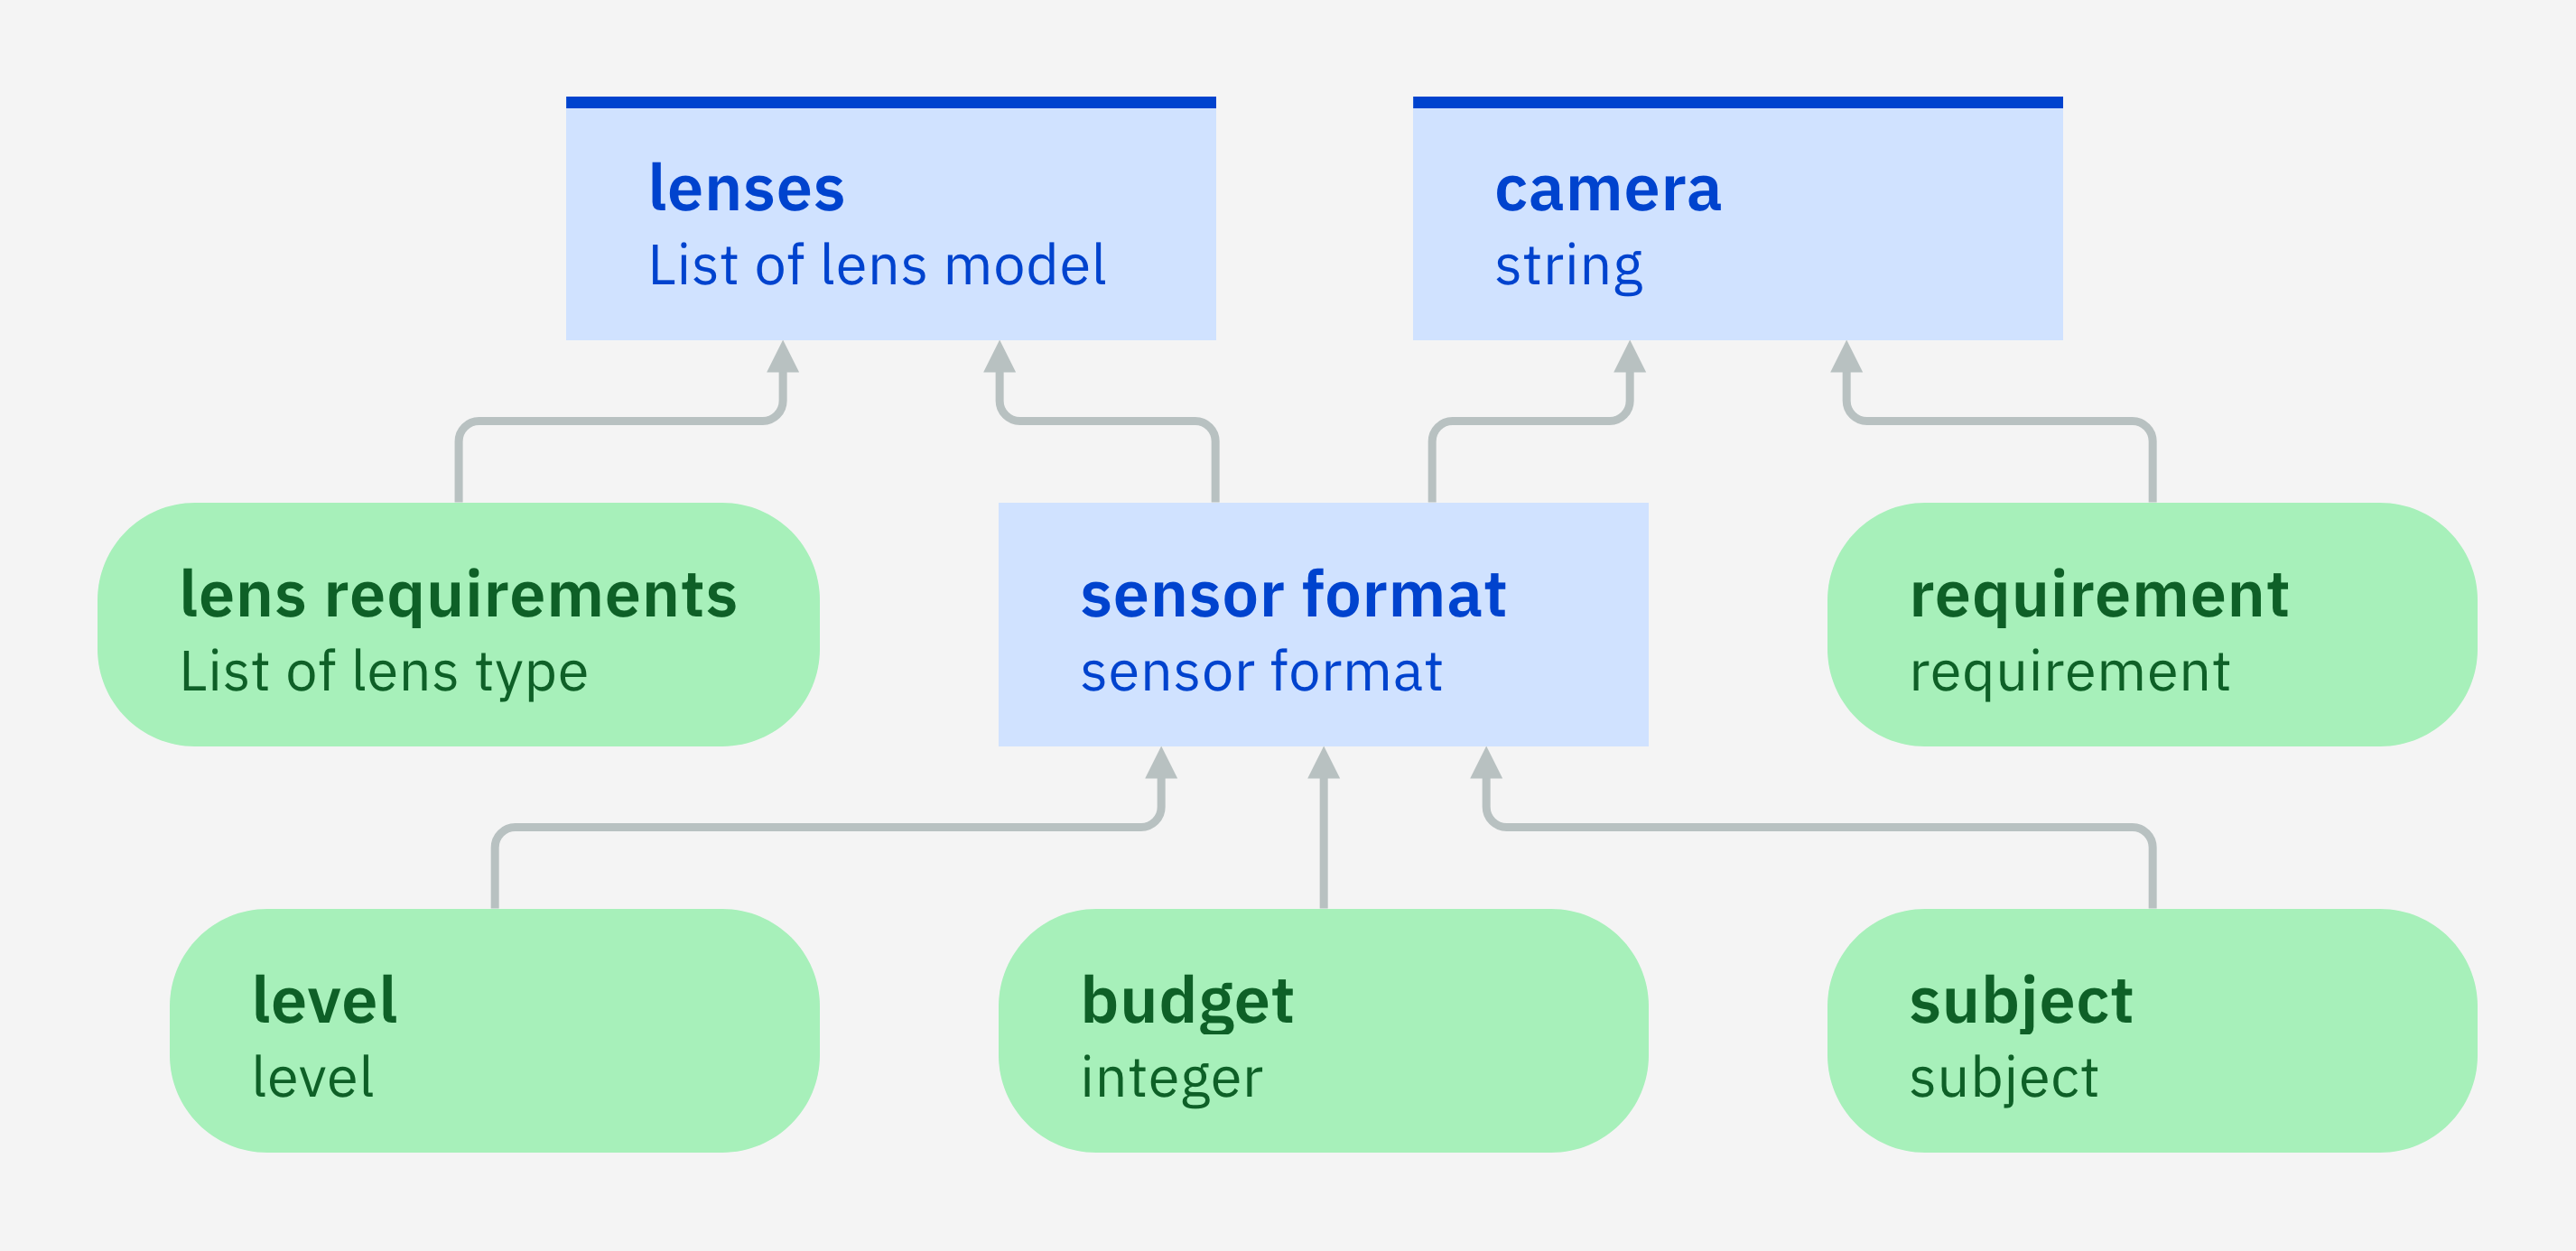 lenses
List of lens model
camera
string
lens requirements
List of lens type
sensor format
sensor format
requirement
requirement
level
level
budget
integer
subject
subject